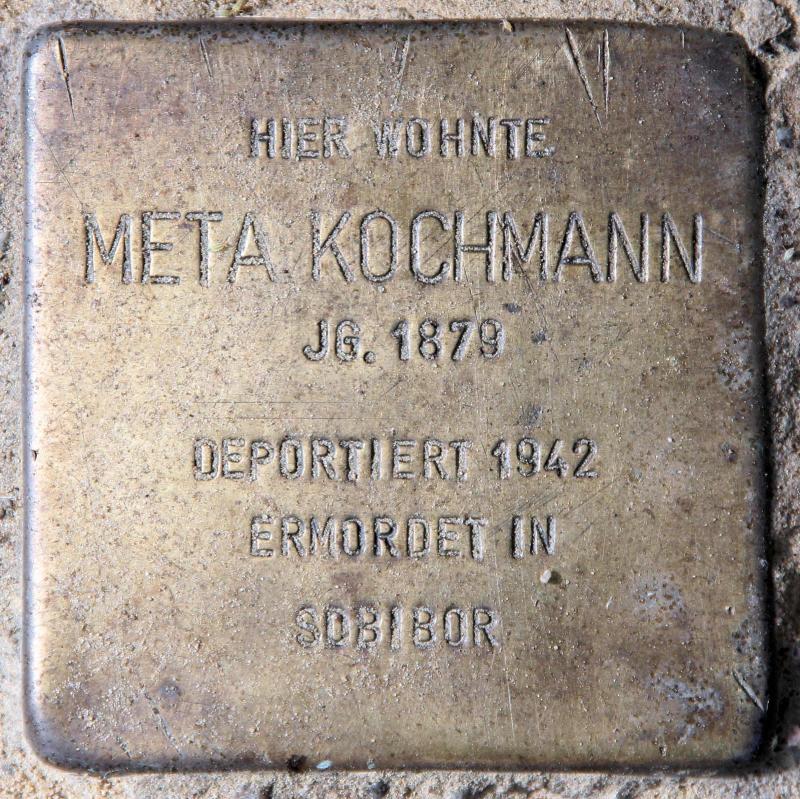 HIER WOHNTE
META KOCHMANN
JG. 1879
DEPORTIERT 1942
ERMORDET IN
SOBIBOR